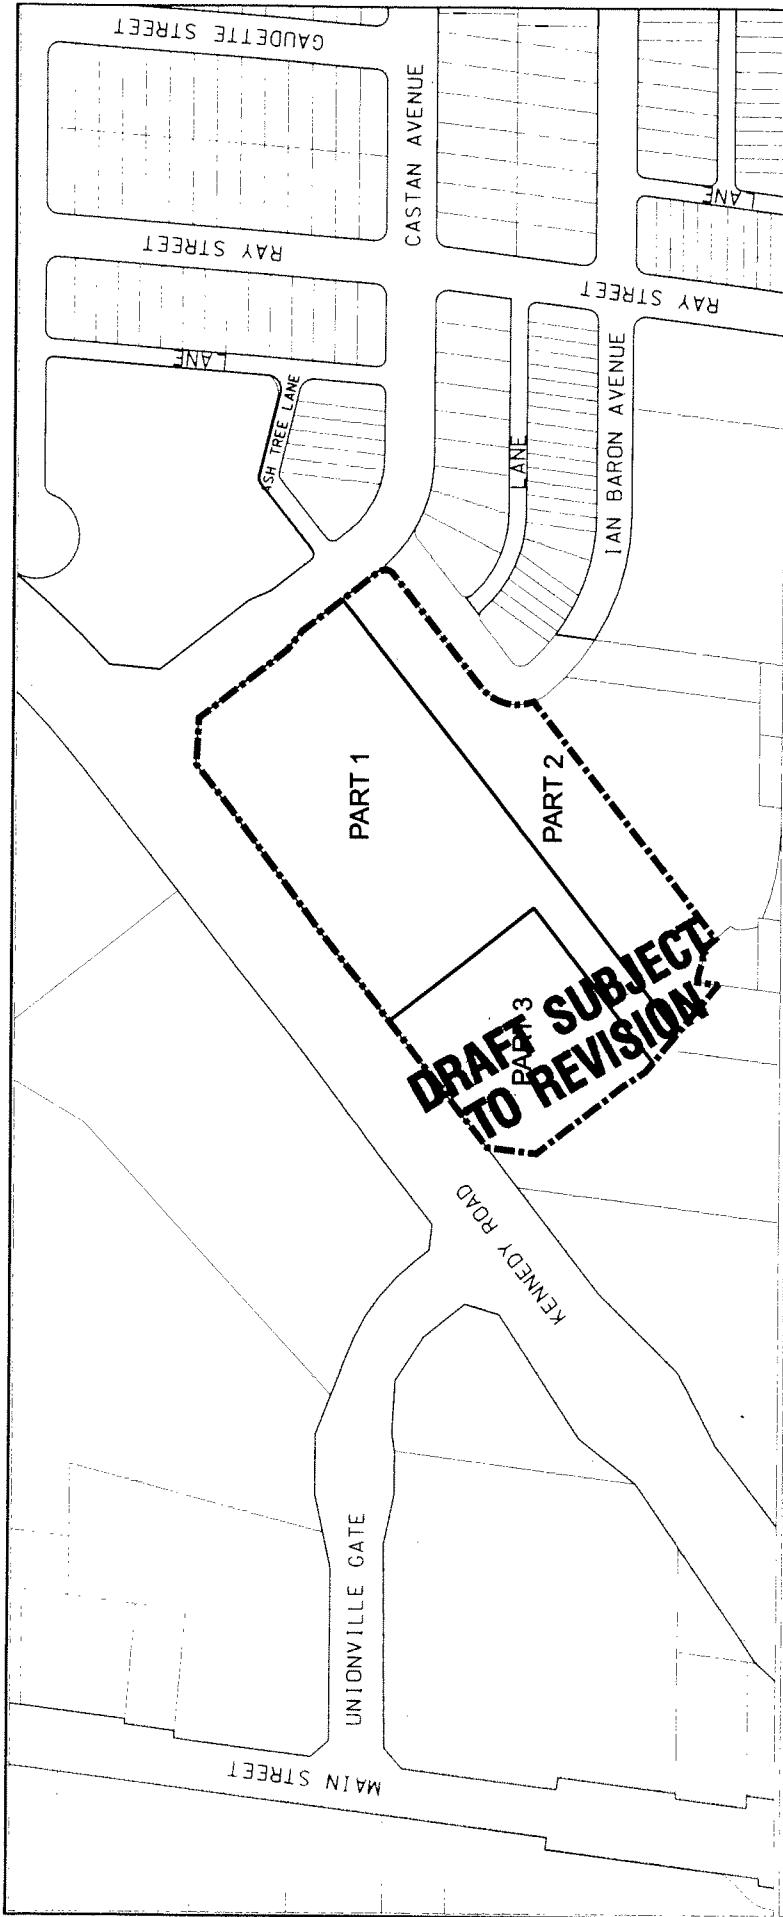 GAUDETTE STREET
CASTAN AVENUE
RAY STREET
LANE
RAY STREET
LANE
ASH TREE LANE
LANE
IAN BARON AVENUE
PART 1
PART 2
PART 3
DRAFT SUBJECT
TO REVISION
KENNEDY ROAD
UNIONVILLE GATE
MAIN STREET